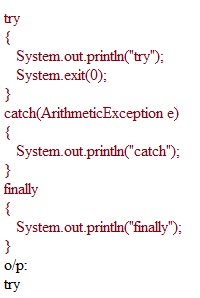 try
{
System.out.println("try");
System.exit(0);
}
catch(ArithmeticException e)
{
System.out.println("catch");
}
finally
{
System.out.println("finally");
}
o/p:
try